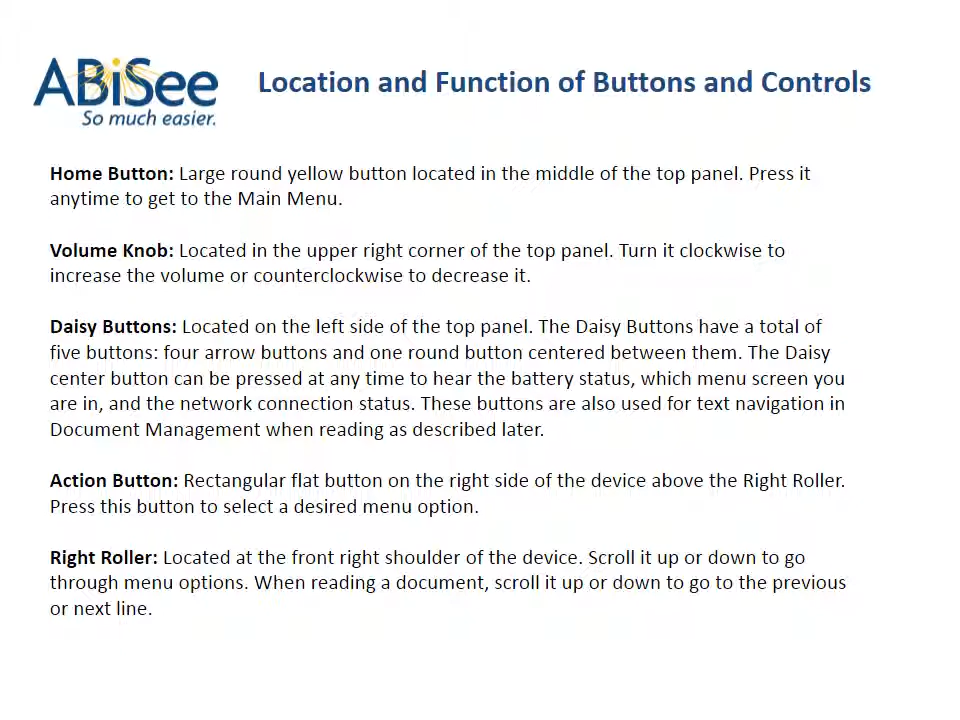 ABiSee
So much easier.
Location and Function of Buttons and Controls
Home Button: Large round yellow button located in the middle of the top panel. Press it
anytime to get to the Main Menu.
Volume Knob: Located in the upper right corner of the top panel. Turn it clockwise to
increase the volume or counterclockwise to decrease it.
Daisy Buttons: Located on the left side of the top panel. The Daisy Buttons have a total of
five buttons: four arrow buttons and one round button centered between them. The Daisy
center button can be pressed at any time to hear the battery status, which menu screen you
are in, and the network connection status. These buttons are also used for text navigation in
Document Management when reading as described later.
Action Button: Rectangular flat button on the right side of the device above the Right Roller.
Press this button to select a desired menu option.
Right Roller: Located at the front right shoulder of the device. Scroll it up or down to go
through menu options. When reading a document, scroll it up or down to go to the previous
or next line.